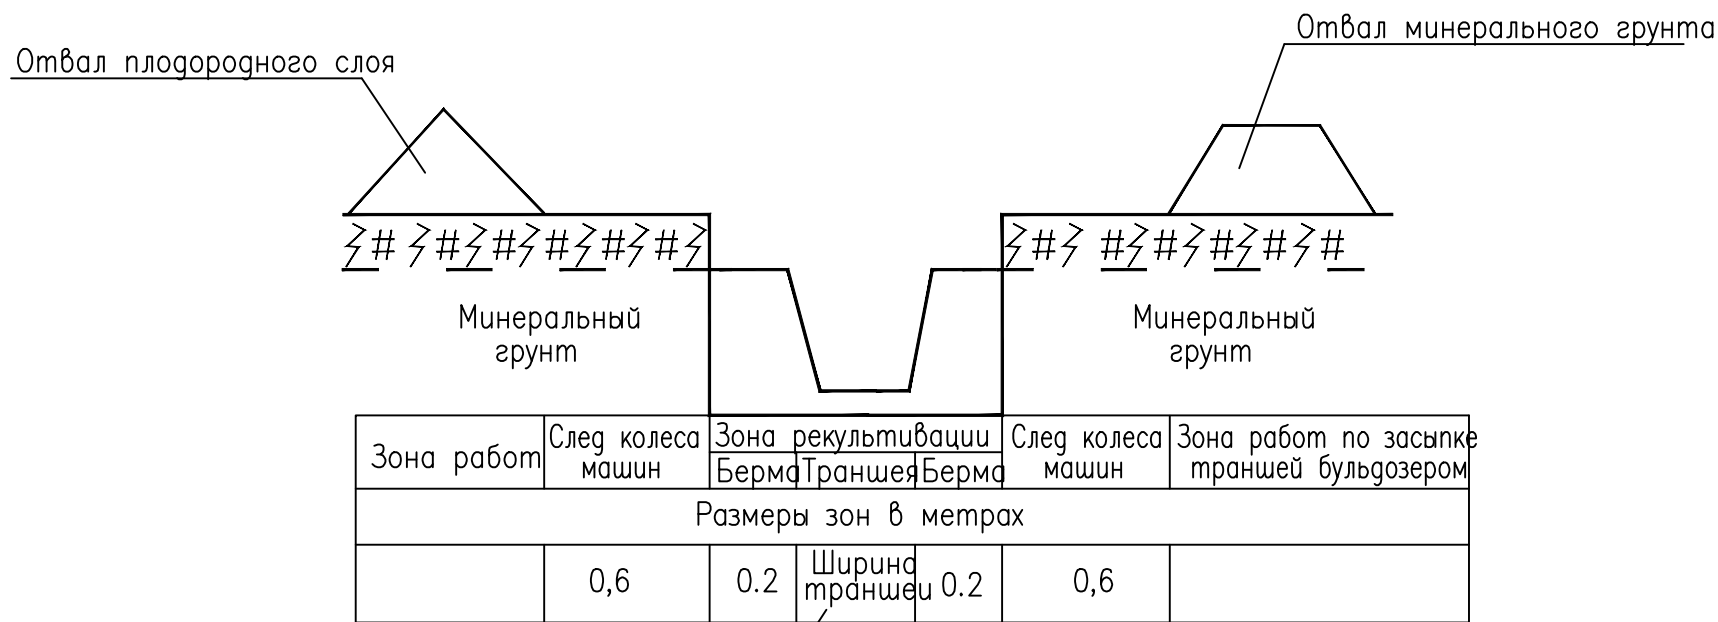 Отвал минерального грунта
Отвал плодородного слоя
Минеральный
грунт
Минеральный
грунт
Зона работ
След колеса
машин
Зона рекультивации
Берма
Траншея
Берма
След колеса
машин
Зона работ по засыпке
траншей бульдозером
Размеры зон в метрах
0,6
0.2
Ширина
траншеи
0.2
0,6